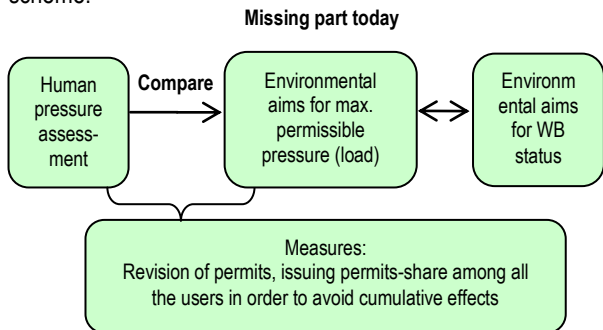 scheme:
Missing part today
Human
pressure
assess-
ment
Compare
Environmental
aims for max.
permissible
pressure (load)
Environm
ental aims
for WB
status
Measures:
Revision of permits, issuing permits-share among all
the users in order to avoid cumulative effects